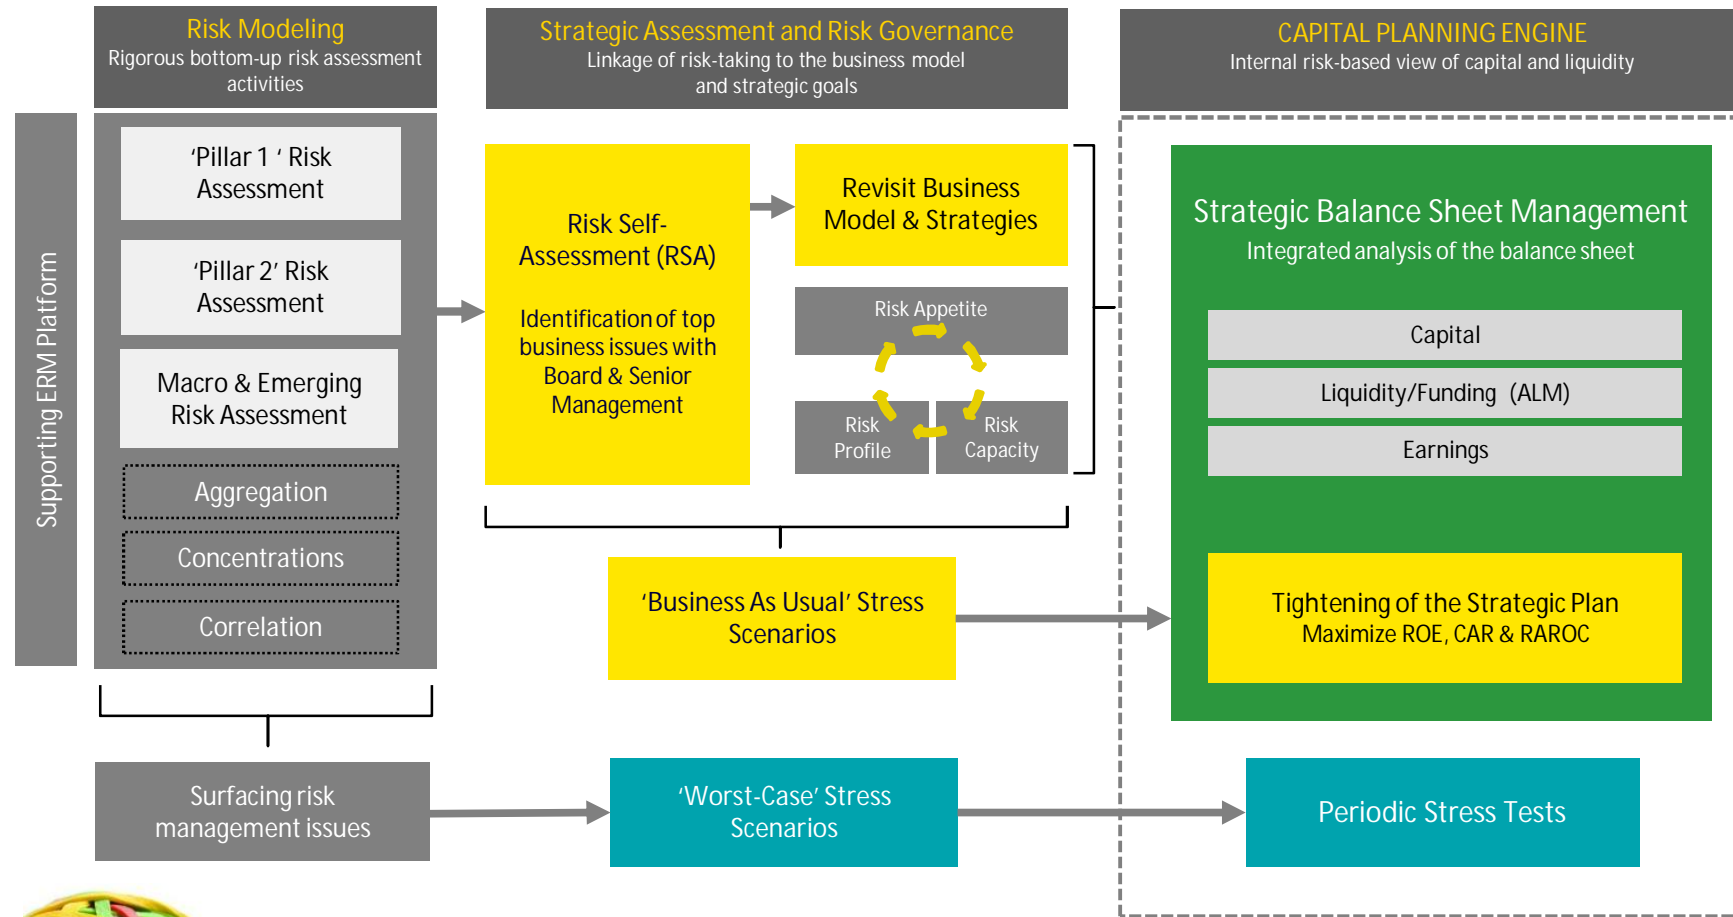 Risk Modeling
Rigorous bottom-up risk assessment
activities
Strategic Assessment and Risk Governance
Linkage of risk-taking to the business model
and strategic goals
CAPITAL PLANNING ENGINE
Internal risk-based view of capital and liquidity
Supporting ERM Platform
‘Pillar 1 ‘ Risk
Assessment
‘Pillar 2’ Risk
Assessment
Macro & Emerging
Risk Assessment
Aggregation
Concentrations
Correlation
Surfacing risk
management issues
Risk Self-
Assessment (RSA)
Identification of top
business issues with
Board & Senior
Management
Revisit Business
Model & Strategies
Risk Appetite
Risk
Profile
Risk
Capacity
‘Business As Usual’ Stress
Scenarios
‘Worst-Case’ Stress
Scenarios
Strategic Balance Sheet Management
Integrated analysis of the balance sheet
Capital
Liquidity/Funding (ALM)
Earnings
Tightening of the Strategic Plan
Maximize ROE, CAR & RAROC
Periodic Stress Tests